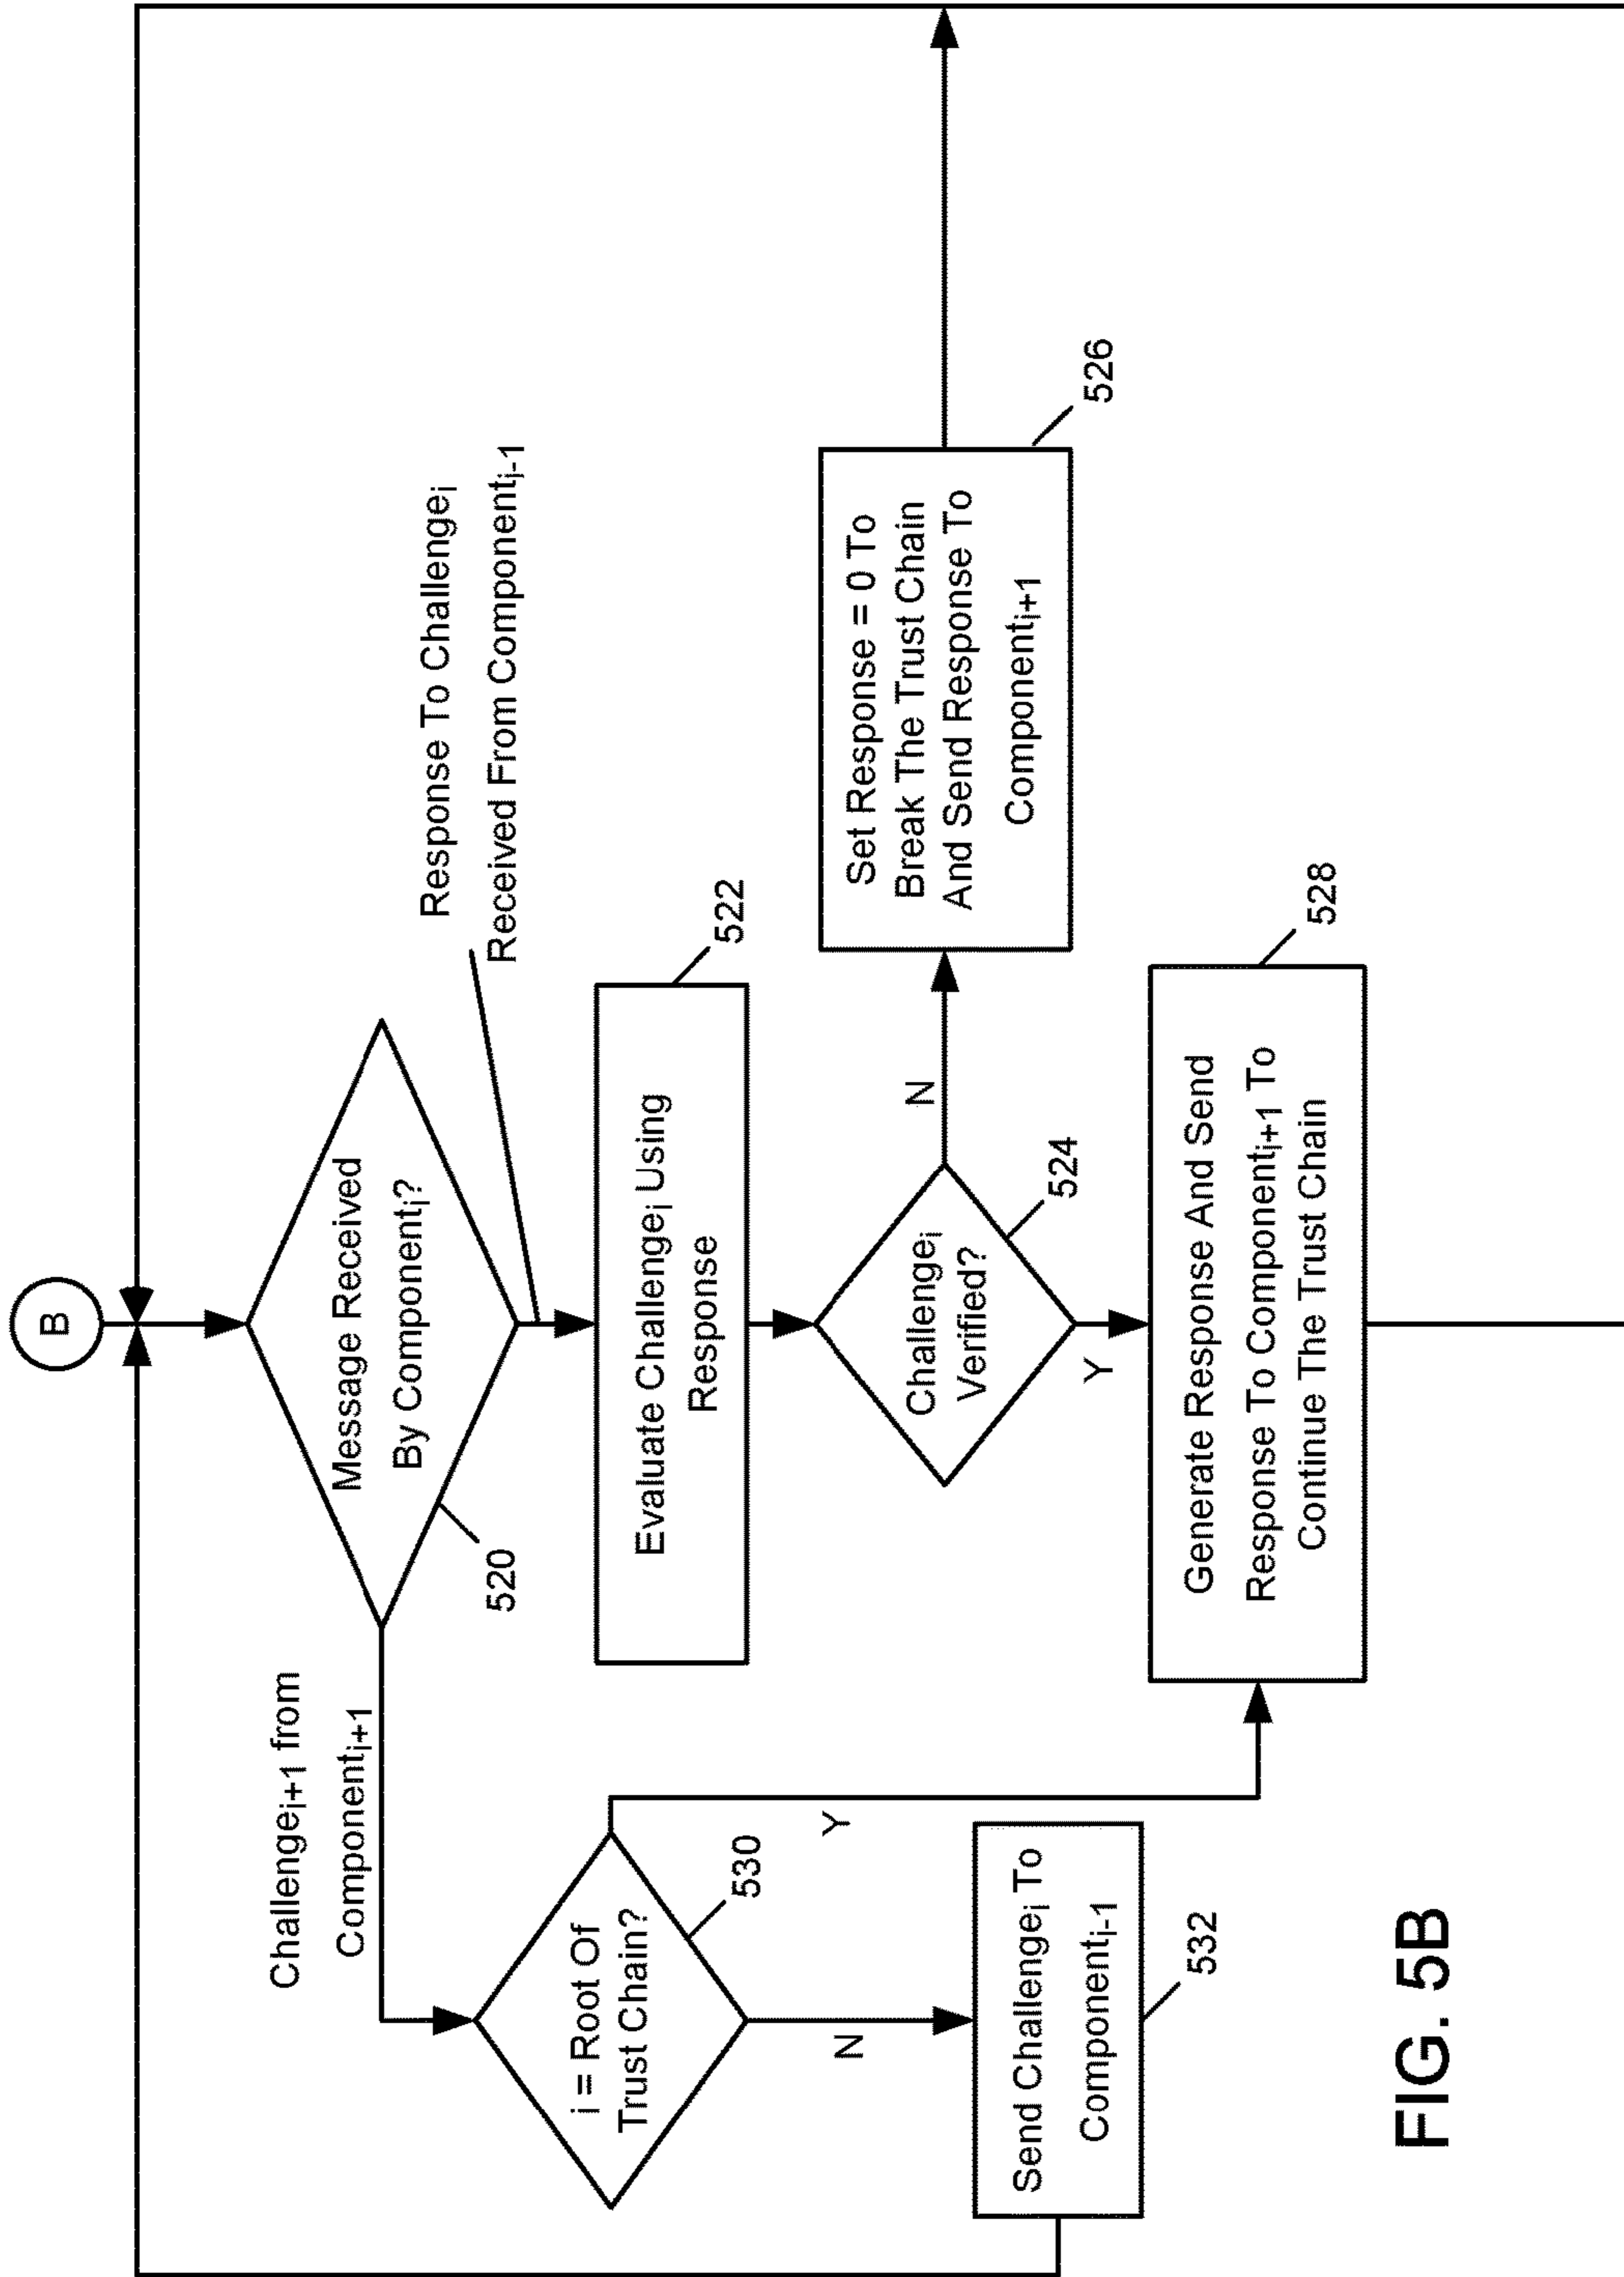 B
Message Received
By Componentᵢ?
520
Challengeᵢ₊₁ from
Componentᵢ₊₁
Response To Challengeᵢ
Received From Componentᵢ₋₁
Evaluate Challengeᵢ Using
Response
522
i = Root Of
Trust Chain?
530
Y
N
Challengeᵢ
Verified?
524
N
Y
Set Response = 0 To
Break The Trust Chain
And Send Response To
Componentᵢ₊₁
526
Send Challengeᵢ To
Componentᵢ₋₁
532
Generate Response And Send
Response To Componentᵢ₊₁ To
Continue The Trust Chain
528
FIG. 5B